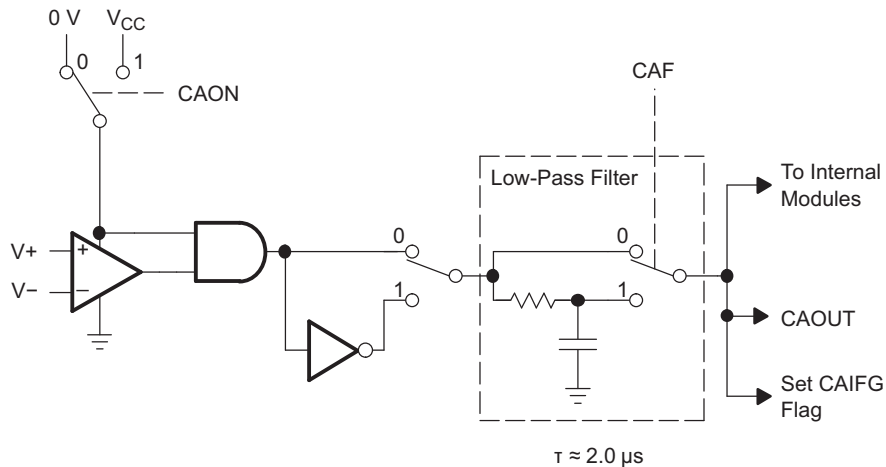 0 V
V_CC
0
1
CAON
CAF
Low-Pass Filter
To Internal
Modules
V+
+
V−
−
0
1
0
1
CAOUT
Set CAIFG
Flag
τ ≈ 2.0 µs